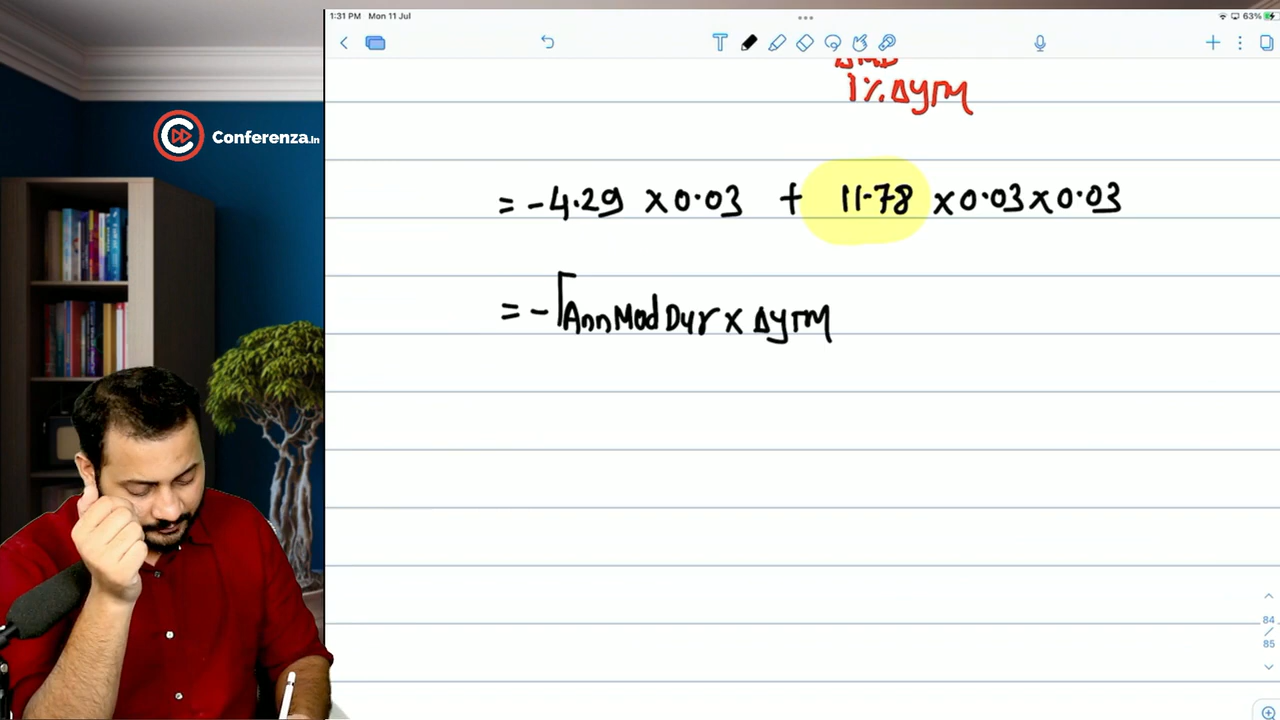 1:31 PM Mon 11 Jul
63%
1% ΔYTM
Conferenza.in
= -4.29 x 0.03 + 11.78 x 0.03 x 0.03
= -[AnnModDur x ΔYTM
84
/
85